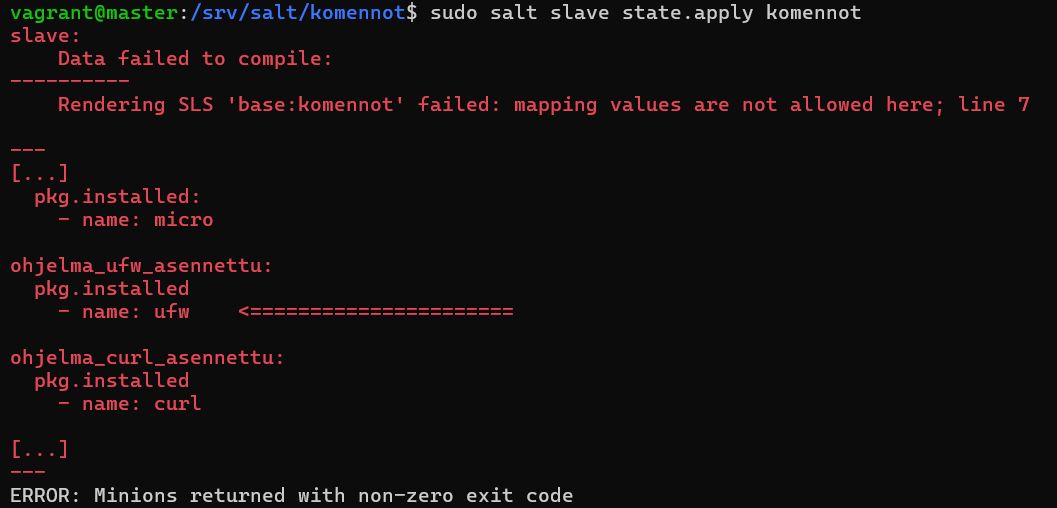 vagrant@master:/srv/salt/komennot$ sudo salt slave state.apply komennot
slave:
    Data failed to compile:
----------
    Rendering SLS 'base:komennot' failed: mapping values are not allowed here; line 7

---
[...]
  pkg.installed:
    - name: micro

ohjelma_ufw_asennettu:
  pkg.installed
    - name: ufw    <======================

ohjelma_curl_asennettu:
  pkg.installed
    - name: curl

[...]
---
ERROR: Minions returned with non-zero exit code